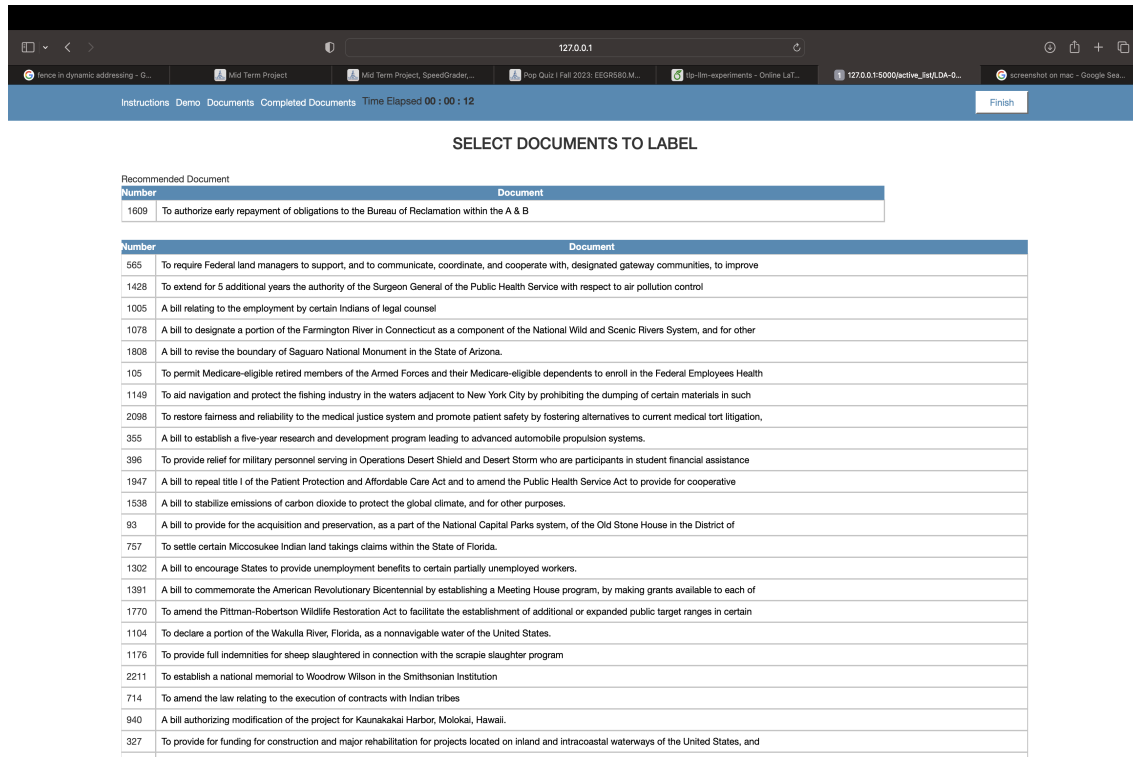 127.0.0.1
fence in dynamic addressing - G...
Mid Term Project
Mid Term Project, SpeedGrader,...
Pop Quiz I Fall 2023: EEGR580.M...
tlp-llm-experiments - Online LaT...
1 127.0.0.1:5000/active_list/LDA-0...
screenshot on mac - Google Sea...
Instructions Demo Documents Completed Documents Time Elapsed 00 : 00 : 12 Finish
SELECT DOCUMENTS TO LABEL
Recommended Document
Number Document
1609 To authorize early repayment of obligations to the Bureau of Reclamation within the A & B
Number Document
565 To require Federal land managers to support, and to communicate, coordinate, and cooperate with, designated gateway communities, to improve
1428 To extend for 5 additional years the authority of the Surgeon General of the Public Health Service with respect to air pollution control
1005 A bill relating to the employment by certain Indians of legal counsel
1078 A bill to designate a portion of the Farmington River in Connecticut as a component of the National Wild and Scenic Rivers System, and for other
1808 A bill to revise the boundary of Saguaro National Monument in the State of Arizona.
105 To permit Medicare-eligible retired members of the Armed Forces and their Medicare-eligible dependents to enroll in the Federal Employees Health
1149 To aid navigation and protect the fishing industry in the waters adjacent to New York City by prohibiting the dumping of certain materials in such
2098 To restore fairness and reliability to the medical justice system and promote patient safety by fostering alternatives to current medical tort litigation,
355 A bill to establish a five-year research and development program leading to advanced automobile propulsion systems.
396 To provide relief for military personnel serving in Operations Desert Shield and Desert Storm who are participants in student financial assistance
1947 A bill to repeal title I of the Patient Protection and Affordable Care Act and to amend the Public Health Service Act to provide for cooperative
1538 A bill to stabilize emissions of carbon dioxide to protect the global climate, and for other purposes.
93 A bill to provide for the acquisition and preservation, as a part of the National Capital Parks system, of the Old Stone House in the District of
757 To settle certain Miccosukee Indian land takings claims within the State of Florida.
1302 A bill to encourage States to provide unemployment benefits to certain partially unemployed workers.
1391 A bill to commemorate the American Revolutionary Bicentennial by establishing a Meeting House program, by making grants available to each of
1770 To amend the Pittman-Robertson Wildlife Restoration Act to facilitate the establishment of additional or expanded public target ranges in certain
1104 To declare a portion of the Wakulla River, Florida, as a nonnavigable water of the United States.
1176 To provide full indemnities for sheep slaughtered in connection with the scrapie slaughter program
2211 To establish a national memorial to Woodrow Wilson in the Smithsonian Institution
714 To amend the law relating to the execution of contracts with Indian tribes
940 A bill authorizing modification of the project for Kaunakakai Harbor, Molokai, Hawaii.
327 To provide for funding for construction and major rehabilitation for projects located on inland and intracoastal waterways of the United States, and